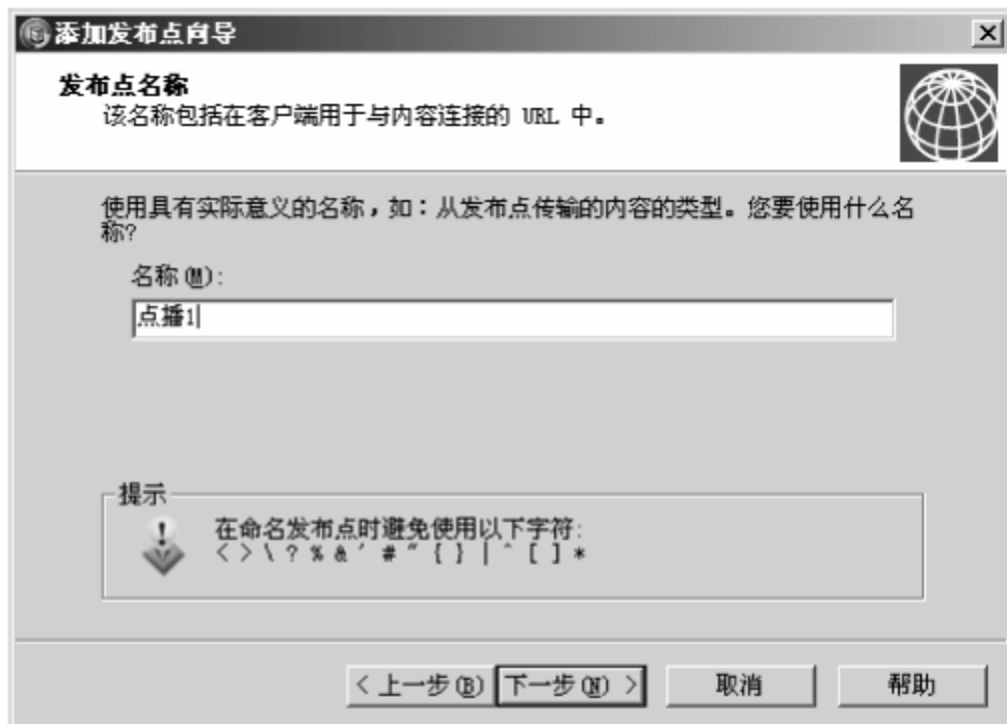 添加发布点向导
发布点名称
该名称包括在客户端用于与内容连接的 URL 中。
使用具有实际意义的名称,如:从发布点传输的内容的类型。您要使用什么名
称?
名称(M):
点播1
提示
在命名发布点时避免使用以下字符:
< > \ ? % & ' # " { } | ^ [ ] *
< 上一步(B) 下一步(N) > 取消 帮助